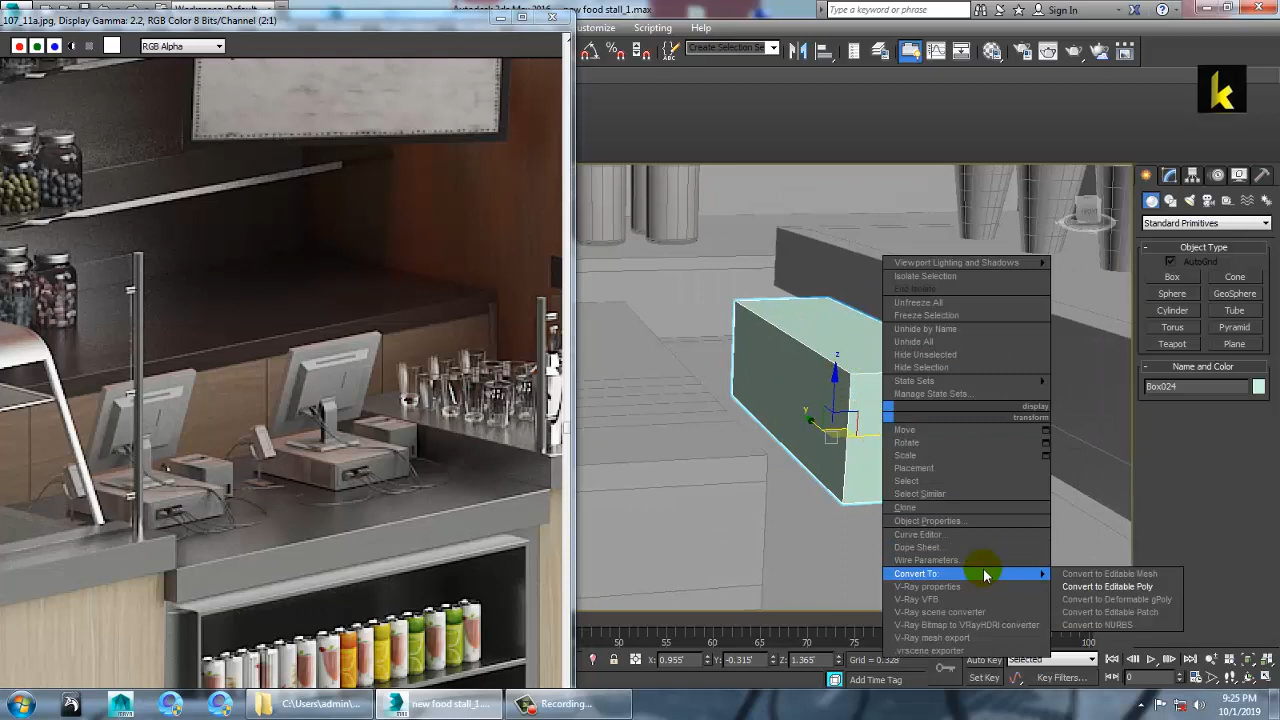 107_11a.jpg. Display Gamma: 2.2, RGB Color 8 Bits/Channel (2:1)
new food stall_1.max
Type a keyword or phrase
Sign In
RGB Alpha
Scripting
Help
Create Selection Se
Standard Primitives
Object Type
AutoGrid
Box
Cone
Sphere
GeoSphere
Cylinder
Tube
Torus
Pyramid
Teapot
Plane
Name and Color
Box024
Viewport Lighting and Shadows
Isolate Selection
End Isolate
Unfreeze All
Freeze Selection
Unhide by Name
Unhide All
Hide Unselected
Hide Selection
State Sets
Manage State Sets...
display
transform
Move
Rotate
Scale
Placement
Select
Select Similar
Clone
Object Properties...
Curve Editor...
Dope Sheet...
Wire Parameters...
Convert To:
V-Ray properties
V-Ray VFB
V-Ray scene converter
V-Ray Bitmap to VRayHDRI converter
V-Ray mesh export
.vrscene exporter
Convert to Editable Mesh
Convert to Editable Poly
Convert to Deformable gPoly
Convert to Editable Patch
Convert to NURBS
z
y
50
55
60
65
70
75
100
X: 0.955'
Y: -0.315'
Z: 1.365'
Grid = 0.328'
Auto Key
Selected
Add Time Tag
Set Key
Key Filters...
0
C:\Users\admin\...
new food stall_1....
Recording...
9:25 PM
10/1/2019